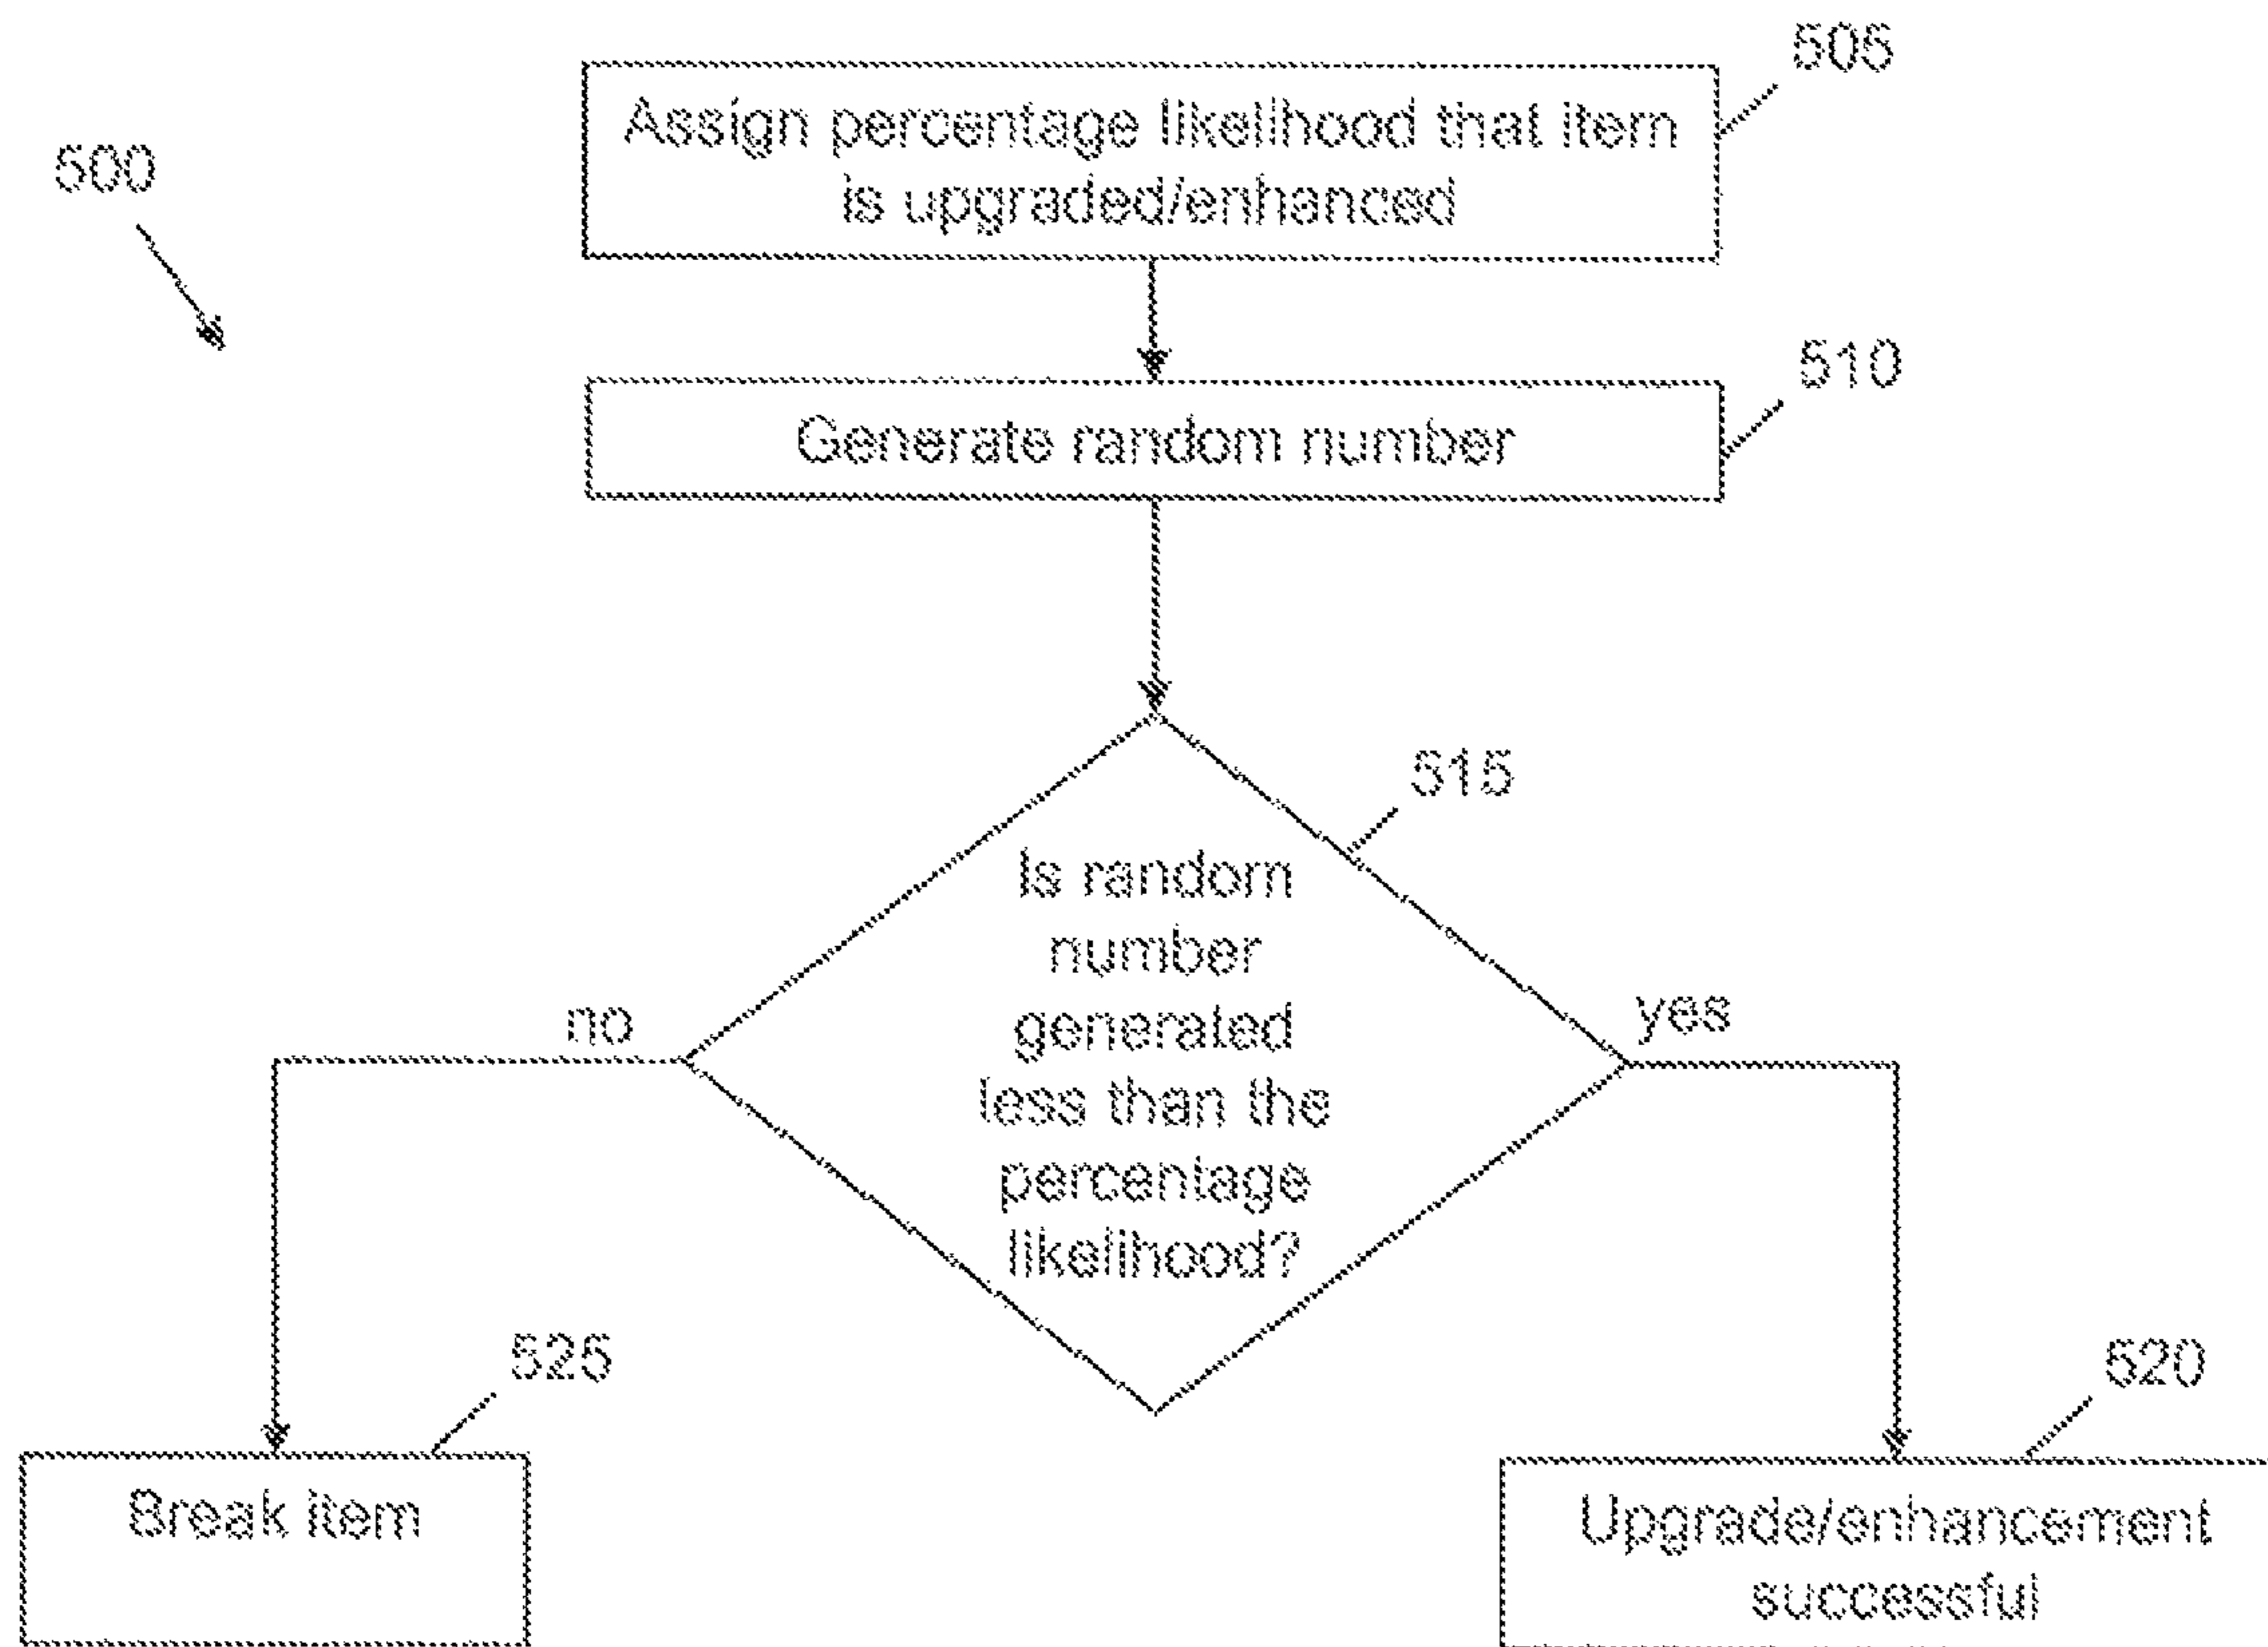 505
Assign percentage likelihood that item
is upgraded/enhanced
500
510
Generate random number
515
Is random
number
generated
less than the
percentage
likelihood?
no
yes
525
520
Break item
Upgrade/enhancement
successful